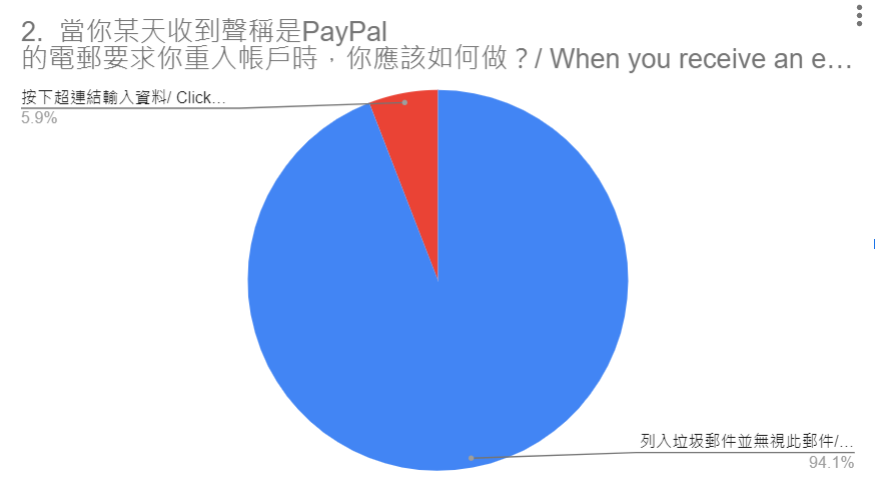 2. 當你某天收到聲稱是PayPal
的電郵要求你重入帳戶時，你應該如何做？/ When you receive an e…
按下超連結輸入資料/ Click…
5.9%
列入垃圾郵件並無視此郵件/…
94.1%